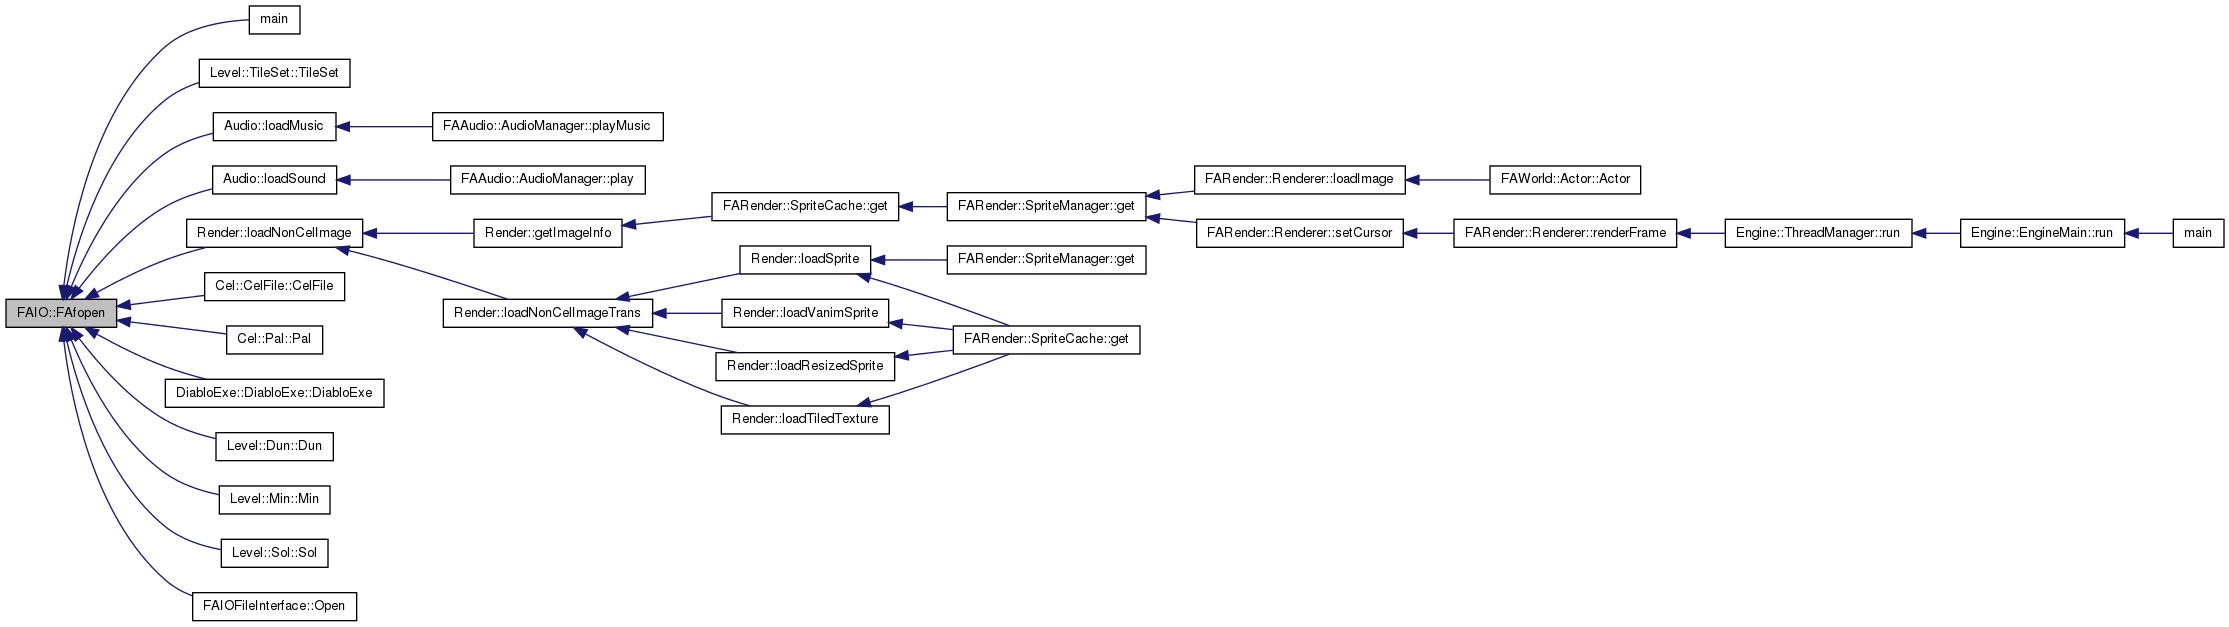 main
Level::TileSet::TileSet
Audio::loadMusic
FAAudio::AudioManager::playMusic
Audio::loadSound
FAAudio::AudioManager::play
FARender::Renderer::loadImage
FAWorld::Actor::Actor
FARender::SpriteCache::get
FARender::SpriteManager::get
Render::loadNonCelImage
Render::getImageInfo
FARender::Renderer::setCursor
FARender::Renderer::renderFrame
Engine::ThreadManager::run
Engine::EngineMain::run
main
Render::loadSprite
FARender::SpriteManager::get
Cel::CelFile::CelFile
FAIO::FAfopen
Render::loadNonCelImageTrans
Render::loadVanimSprite
Cel::Pal::Pal
FARender::SpriteCache::get
Render::loadResizedSprite
DiabloExe::DiabloExe::DiabloExe
Render::loadTiledTexture
Level::Dun::Dun
Level::Min::Min
Level::Sol::Sol
FAIOFileInterface::Open